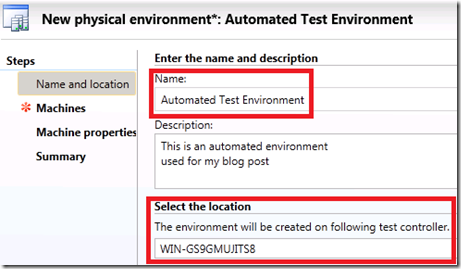 New physical environment*: Automated Test Environment
Steps
Name and location
* Machines
Machine properties
Summary
Enter the name and description
Name:
Automated Test Environment
Description:
This is an automated environment
used for my blog post
Select the location
The environment will be created on following test controller.
WIN-GS9GMUJITS8